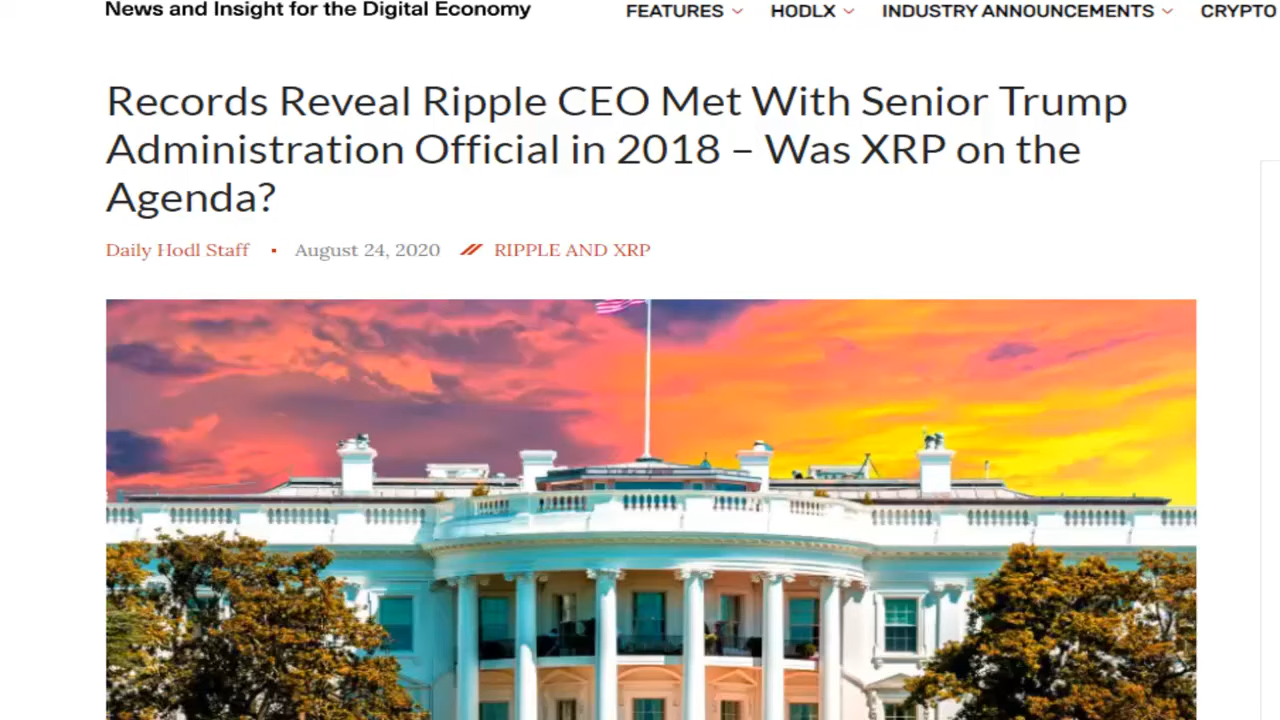 News and Insight for the Digital Economy
FEATURES HODLX INDUSTRY ANNOUNCEMENTS CRYPTO
Records Reveal Ripple CEO Met With Senior Trump
Administration Official in 2018 – Was XRP on the
Agenda?
Daily Hodl Staff ▪ August 24, 2020 RIPPLE AND XRP